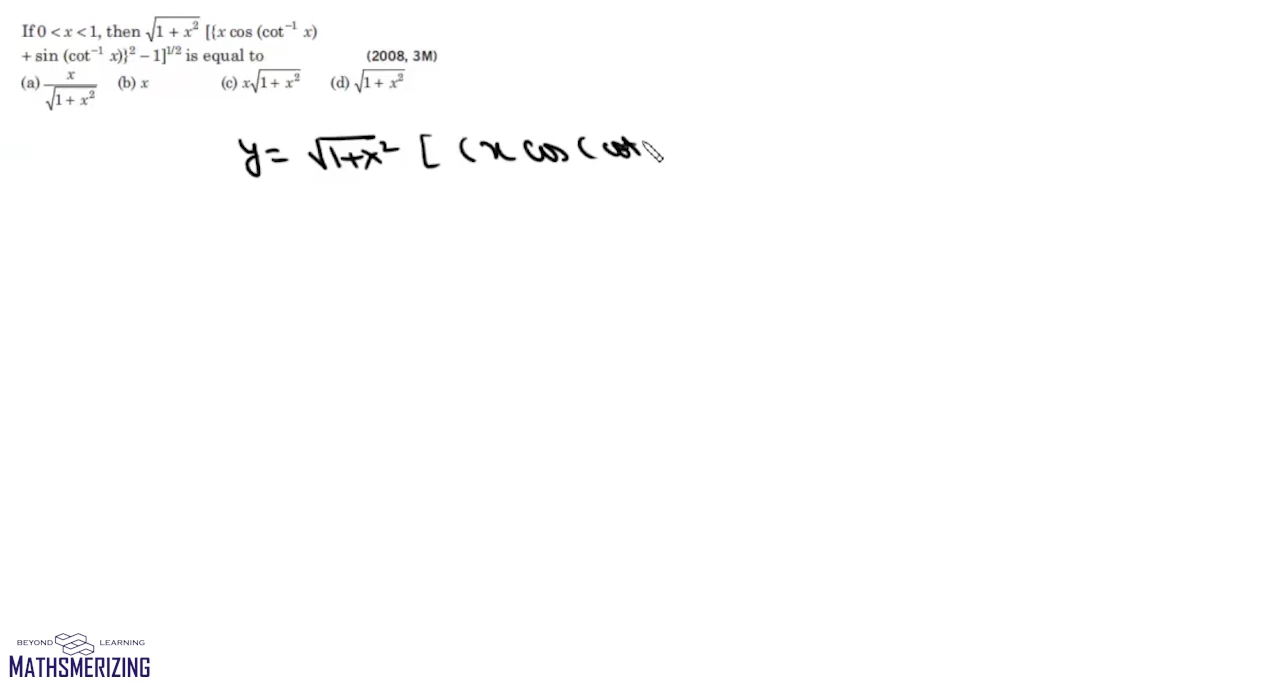 If 0 < x < 1, then √(1 + x²) [{x cos (cot⁻¹ x)
+ sin (cot⁻¹ x)}² − 1]^{1/2} is equal to (2008, 3M)
(a) x/√(1 + x²) (b) x (c) x√(1 + x²) (d) √(1 + x²)
y = √(1+x²) [ (x cos ( cot
BEYOND LEARNING
MATHSMERIZING